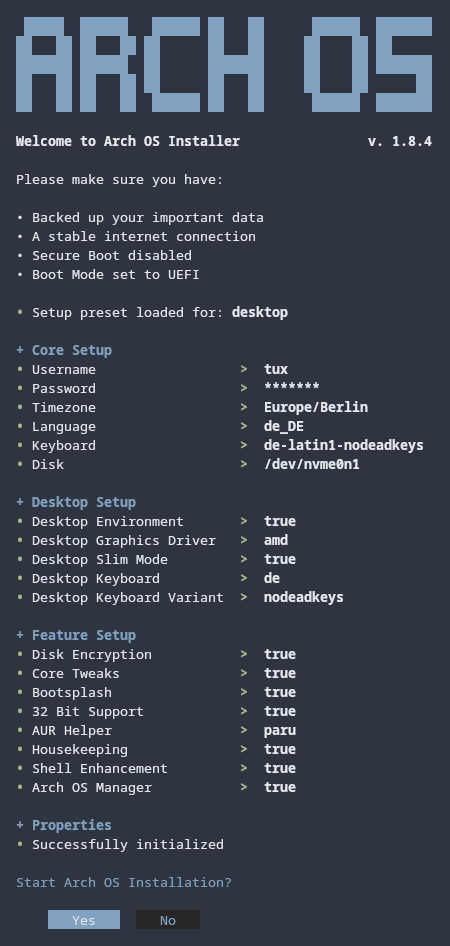 ARCH OS
Welcome to Arch OS Installer v. 1.8.4
Please make sure you have:
• Backed up your important data
• A stable internet connection
• Secure Boot disabled
• Boot Mode set to UEFI
• Setup preset loaded for: desktop
+ Core Setup
• Username > tux
• Password > *******
• Timezone > Europe/Berlin
• Language > de_DE
• Keyboard > de-latin1-nodeadkeys
• Disk > /dev/nvme0n1
+ Desktop Setup
• Desktop Environment > true
• Desktop Graphics Driver > amd
• Desktop Slim Mode > true
• Desktop Keyboard > de
• Desktop Keyboard Variant > nodeadkeys
+ Feature Setup
• Disk Encryption > true
• Core Tweaks > true
• Bootsplash > true
• 32 Bit Support > true
• AUR Helper > paru
• Housekeeping > true
• Shell Enhancement > true
• Arch OS Manager > true
+ Properties
• Successfully initialized
Start Arch OS Installation?
Yes No